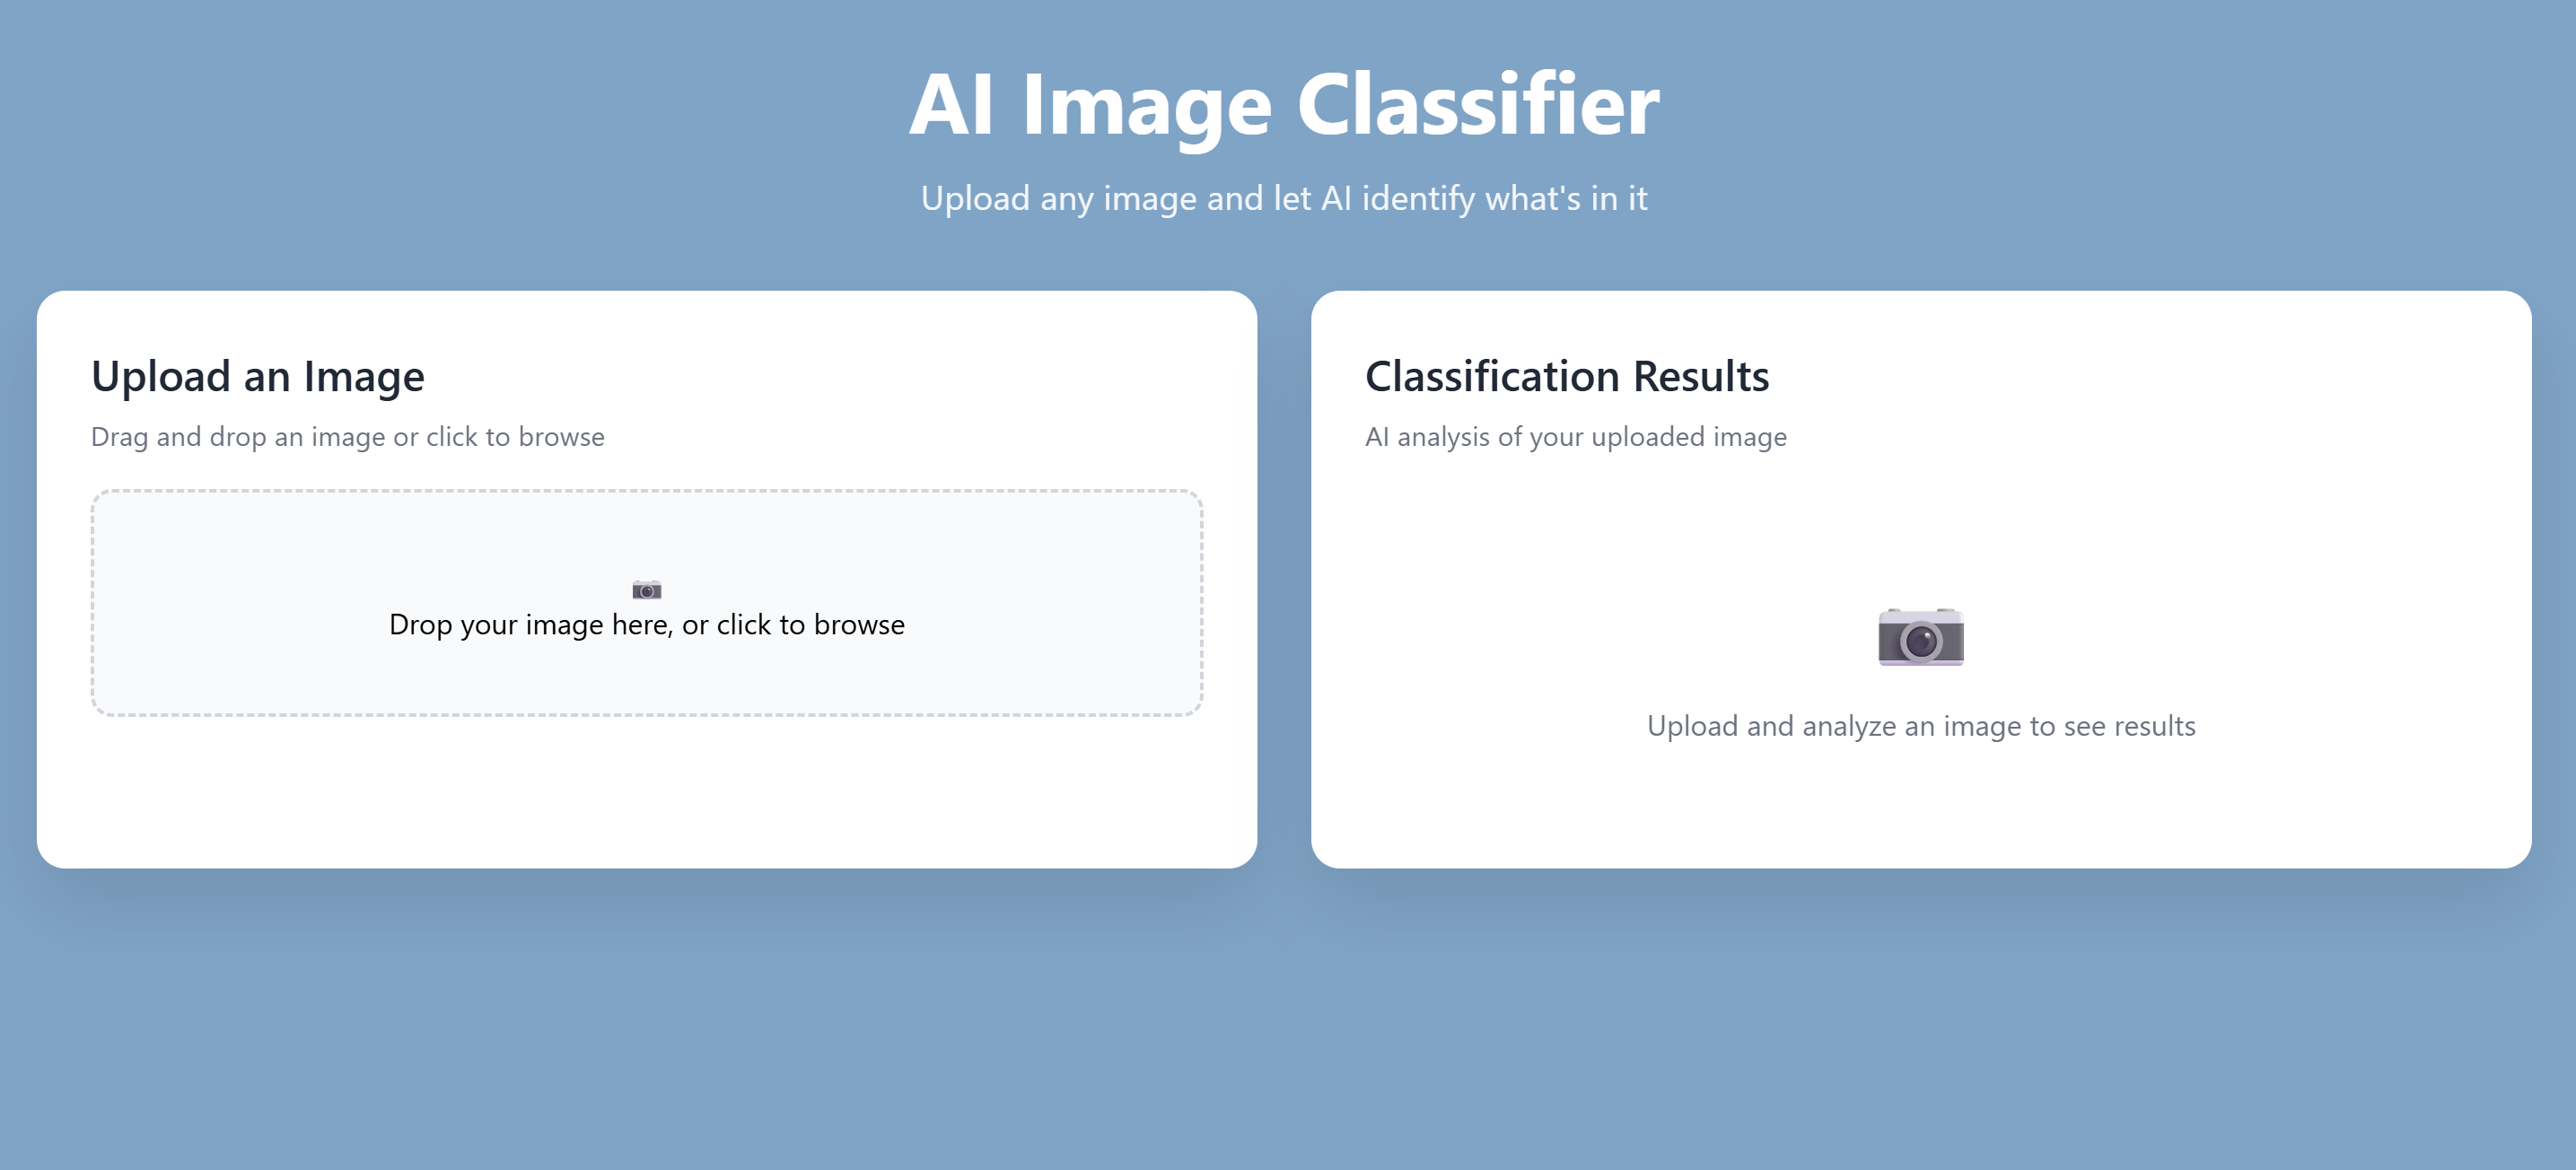 AI Image Classifier
Upload any image and let AI identify what's in it
Upload an Image
Drag and drop an image or click to browse
Drop your image here, or click to browse
Classification Results
AI analysis of your uploaded image
Upload and analyze an image to see results